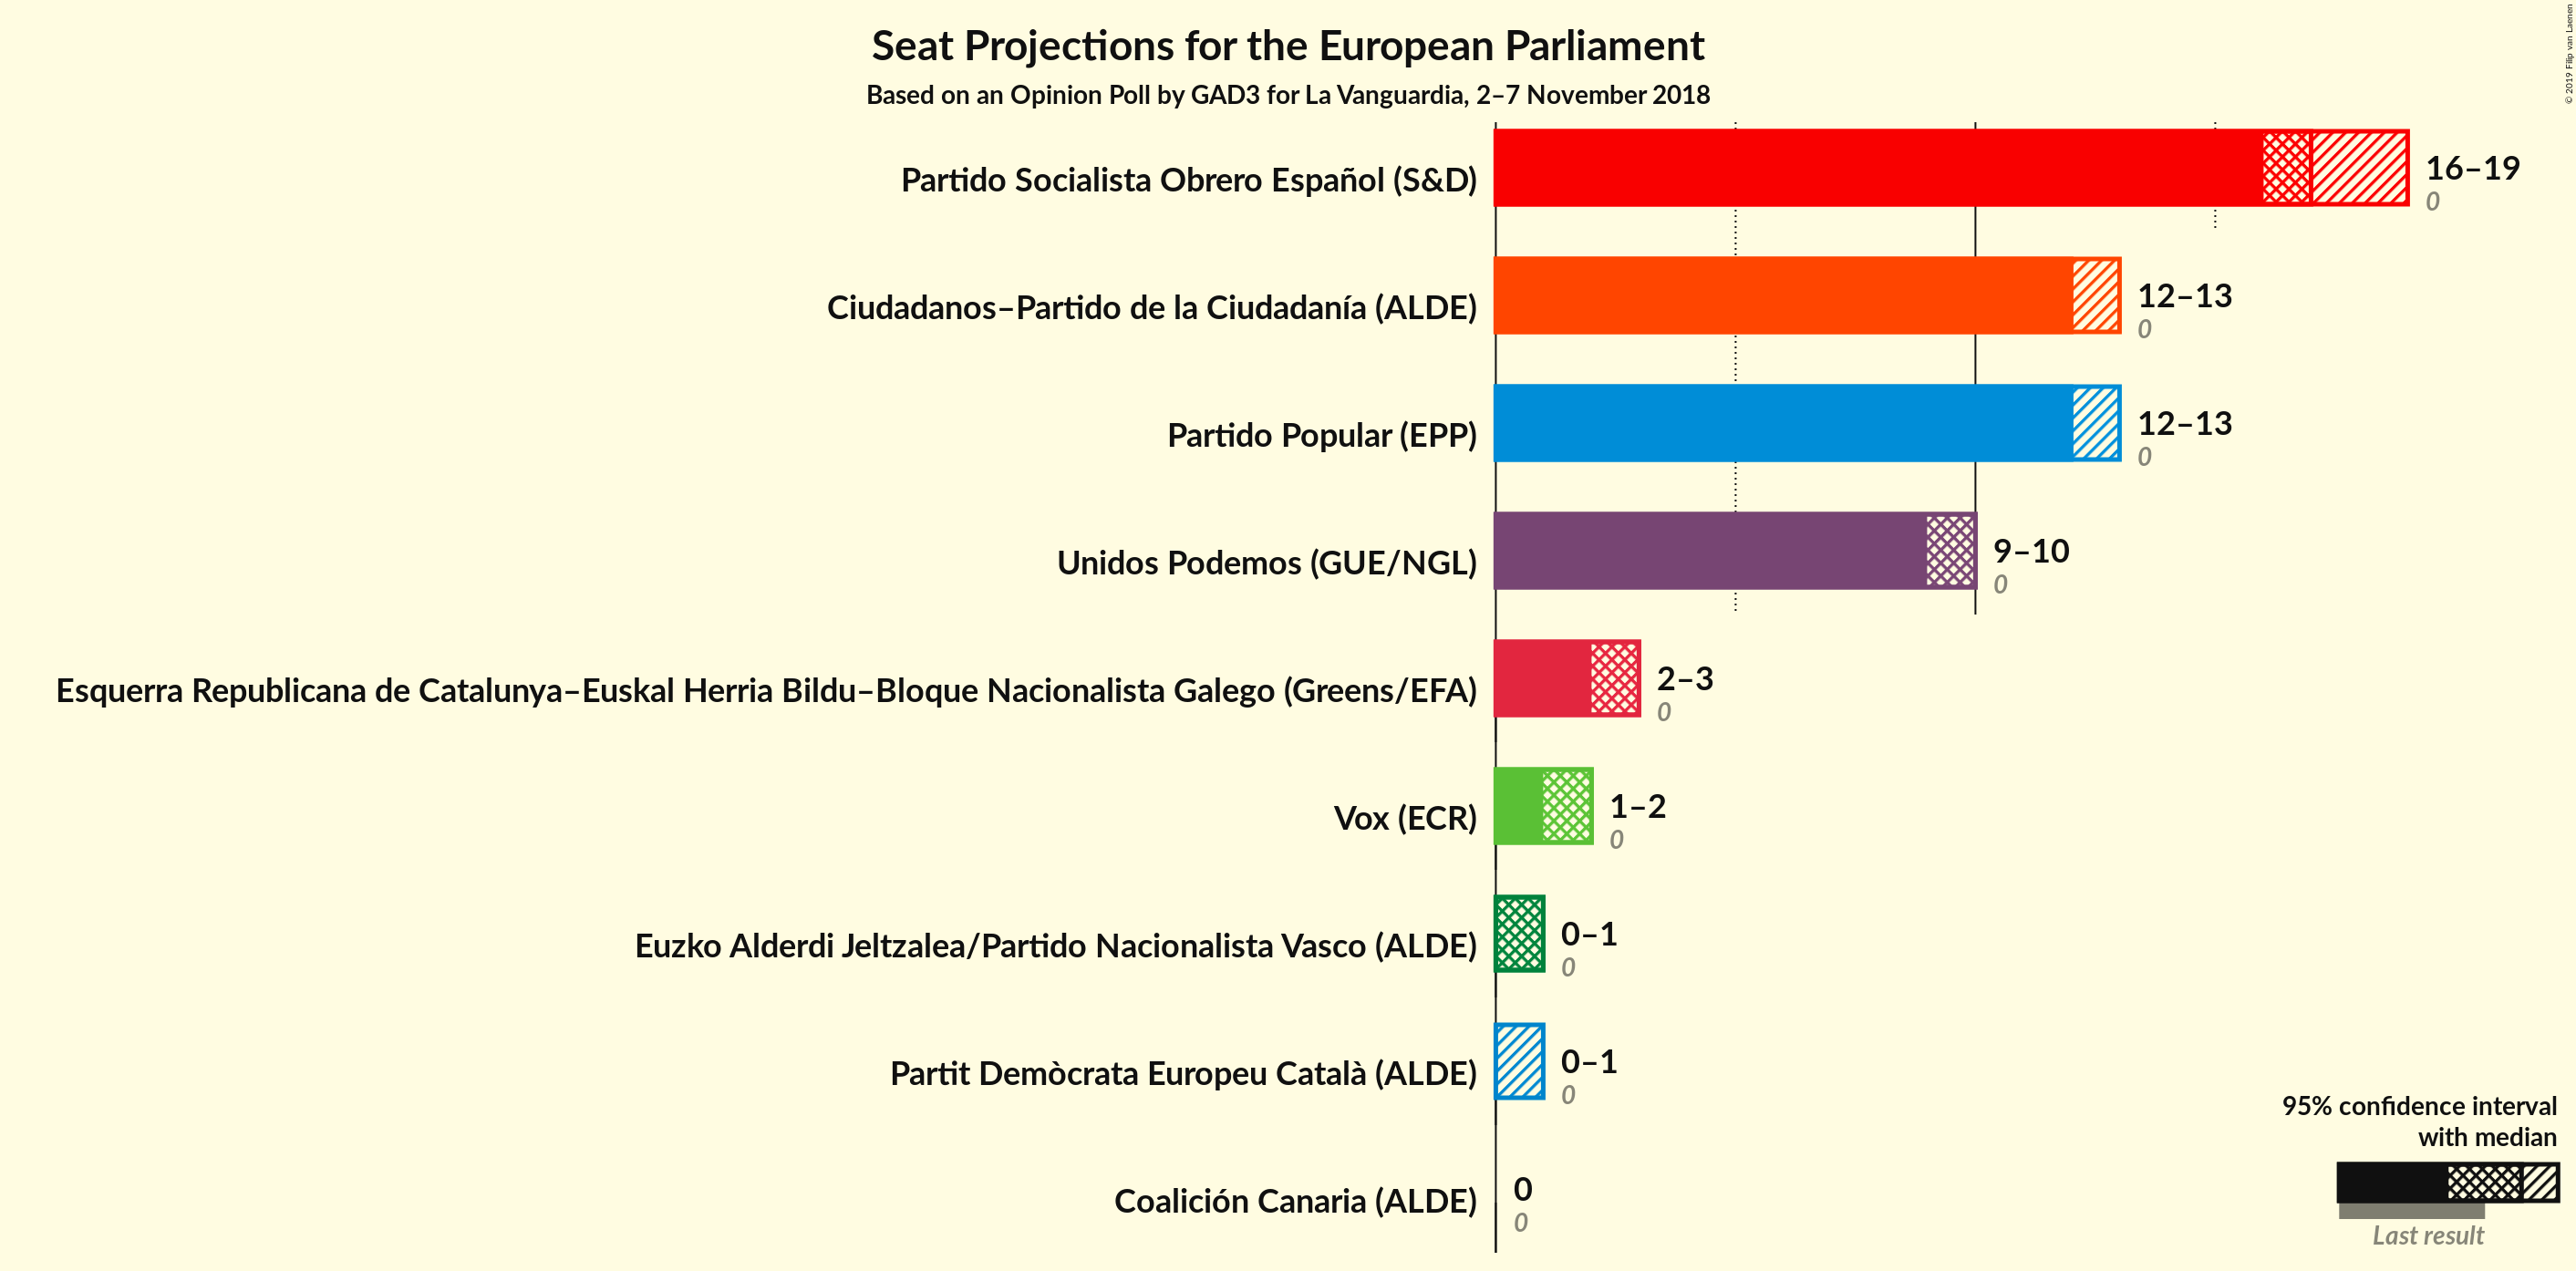 Seat Projections for the European Parliament
Based on an Opinion Poll by GAD3 for La Vanguardia, 2–7 November 2018
© 2019 Filip van Laenen
Partido Socialista Obrero Español (S&D)
16–19
0
Ciudadanos–Partido de la Ciudadanía (ALDE)
12–13
0
Partido Popular (EPP)
12–13
0
Unidos Podemos (GUE/NGL)
9–10
0
Esquerra Republicana de Catalunya–Euskal Herria Bildu–Bloque Nacionalista Galego (Greens/EFA)
2–3
0
Vox (ECR)
1–2
0
Euzko Alderdi Jeltzalea/Partido Nacionalista Vasco (ALDE)
0–1
0
Partit Demòcrata Europeu Català (ALDE)
0–1
0
Coalición Canaria (ALDE)
0
0
95% confidence interval
with median
Last result